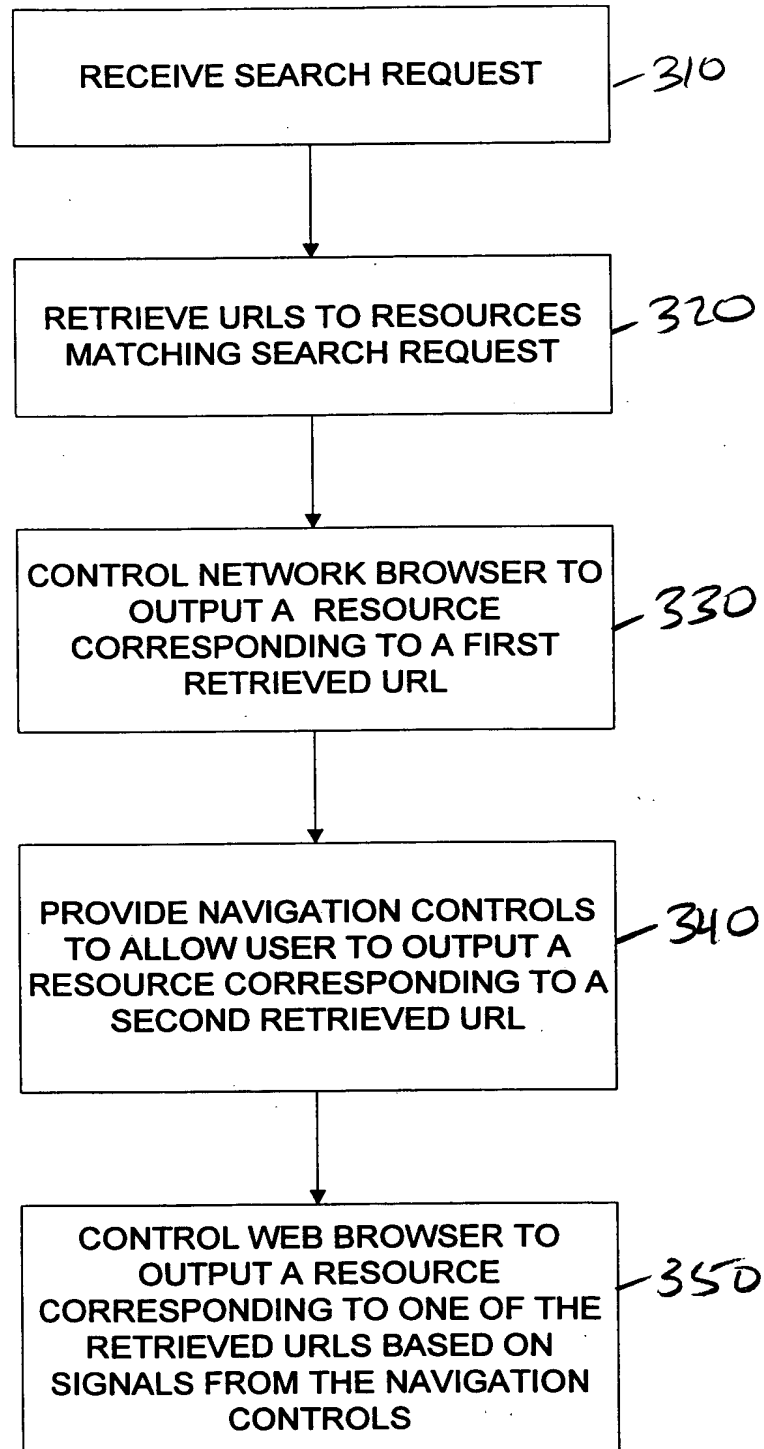 RECEIVE SEARCH REQUEST
310
RETRIEVE URLS TO RESOURCES
MATCHING SEARCH REQUEST
320
CONTROL NETWORK BROWSER TO
OUTPUT A RESOURCE
CORRESPONDING TO A FIRST
RETRIEVED URL
330
PROVIDE NAVIGATION CONTROLS
TO ALLOW USER TO OUTPUT A
RESOURCE CORRESPONDING TO A
SECOND RETRIEVED URL
340
CONTROL WEB BROWSER TO
OUTPUT A RESOURCE
CORRESPONDING TO ONE OF THE
RETRIEVED URLS BASED ON
SIGNALS FROM THE NAVIGATION
CONTROLS
350